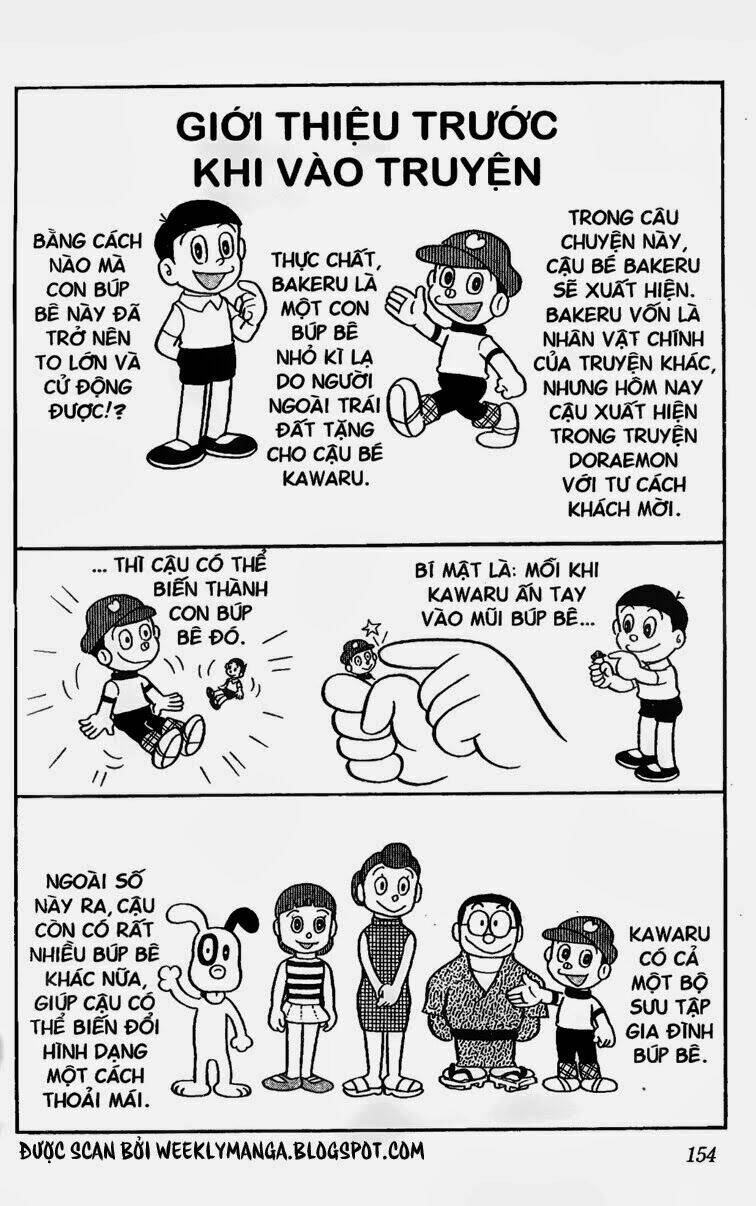 GIỚI THIỆU TRƯỚC
KHI VÀO TRUYỆN
TRONG CÂU
CHUYỆN NÀY,
CẬU BÉ BAKERU
SẼ XUẤT HIỆN.
BAKERU VỐN LÀ
NHÂN VẬT CHÍNH
CỦA TRUYỆN KHÁC,
NHƯNG HÔM NAY
CẬU XUẤT HIỆN
TRONG TRUYỆN
DORAEMON
VỚI TƯ CÁCH
KHÁCH MỜI.
THỰC CHẤT,
BAKERU LÀ
MỘT CON
BÚP BÊ
NHỎ KÌ LẠ
DO NGƯỜI
NGOÀI TRÁI
ĐẤT TẶNG
CHO CẬU BÉ
KAWARU.
BẰNG CÁCH
NÀO MÀ
CON BÚP
BÊ NÀY ĐÃ
TRỞ NÊN
TO LỚN VÀ
CỬ ĐỘNG
ĐƯỢC!?
BÍ MẬT LÀ: MỖI KHI
KAWARU ẤN TAY
VÀO MŨI BÚP BÊ...
... THÌ CẬU CÓ THỂ
BIẾN THÀNH
CON BÚP
BÊ ĐÓ.
KAWARU
CÓ CẢ
MỘT BỘ
SƯU TẬP
GIA ĐÌNH
BÚP BÊ.
NGOÀI SỐ
NÀY RA, CẬU
CÒN CÓ RẤT
NHIỀU BÚP BÊ
KHÁC NỮA,
GIÚP CẬU CÓ
THỂ BIẾN ĐỔI
HÌNH DẠNG
MỘT CÁCH
THOẢI MÁI.
ĐƯỢC SCAN BỞI WEEKLYMANGA.BLOGSPOT.COM
154